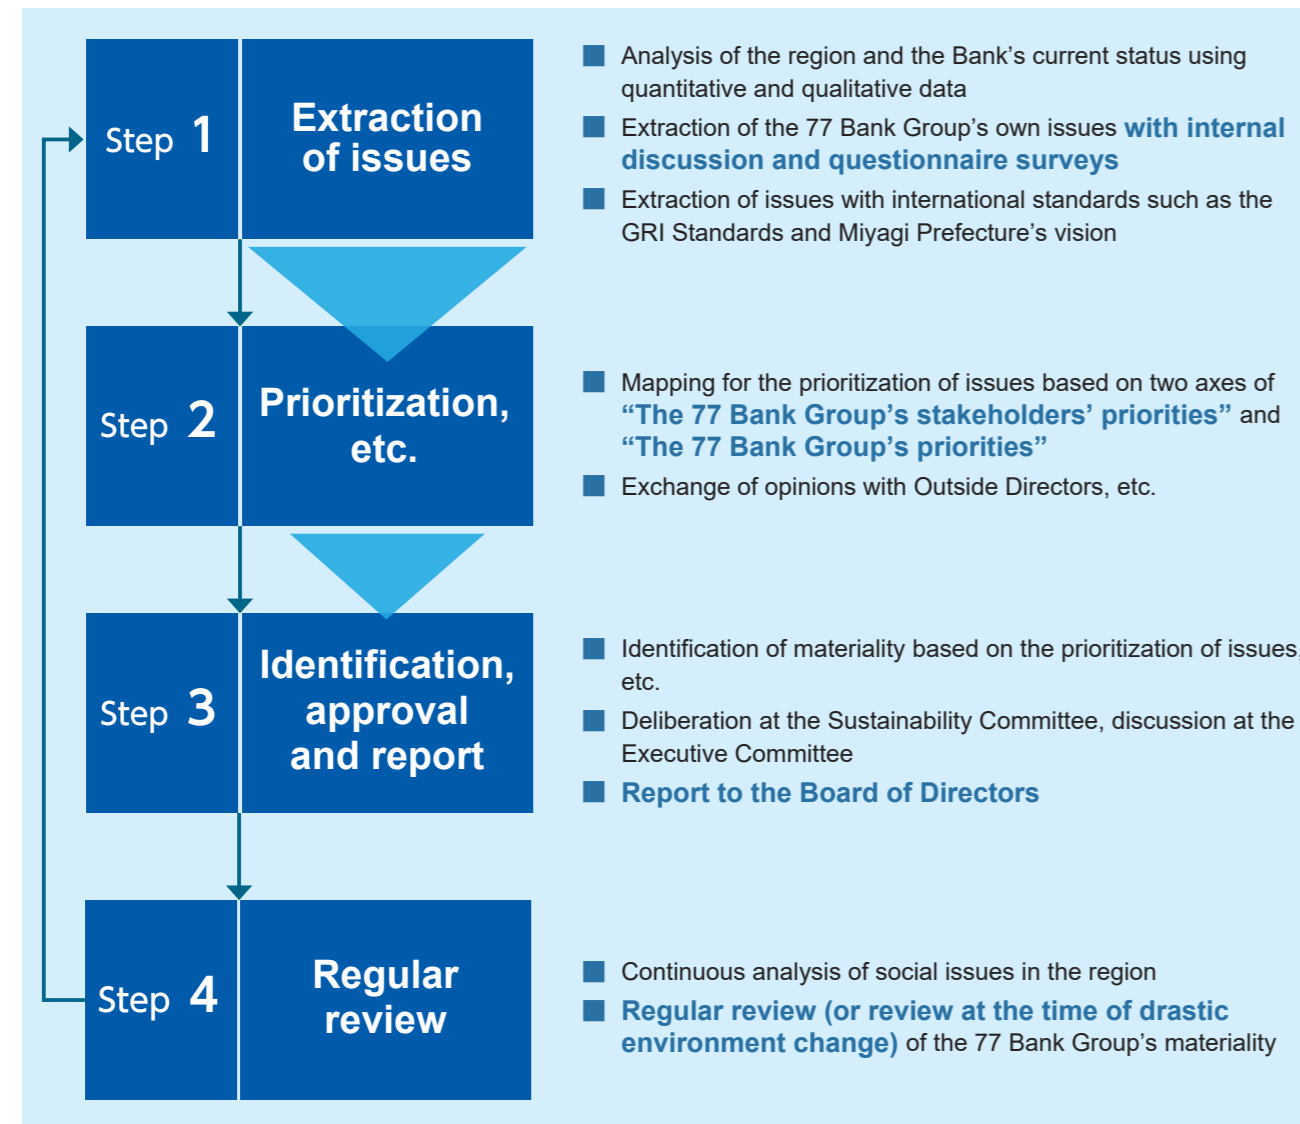 Step 1
Extraction
of issues
■ Analysis of the region and the Bank's current status using
quantitative and qualitative data
■ Extraction of the 77 Bank Group's own issues with internal
discussion and questionnaire surveys
■ Extraction of issues with international standards such as the
GRI Standards and Miyagi Prefecture's vision
Step 2
Prioritization,
etc.
■ Mapping for the prioritization of issues based on two axes of
“The 77 Bank Group's stakeholders' priorities” and
“The 77 Bank Group's priorities”
■ Exchange of opinions with Outside Directors, etc.
Step 3
Identification,
approval
and report
■ Identification of materiality based on the prioritization of issues,
etc.
■ Deliberation at the Sustainability Committee, discussion at the
Executive Committee
■ Report to the Board of Directors
Step 4
Regular
review
■ Continuous analysis of social issues in the region
■ Regular review (or review at the time of drastic
environment change) of the 77 Bank Group's materiality